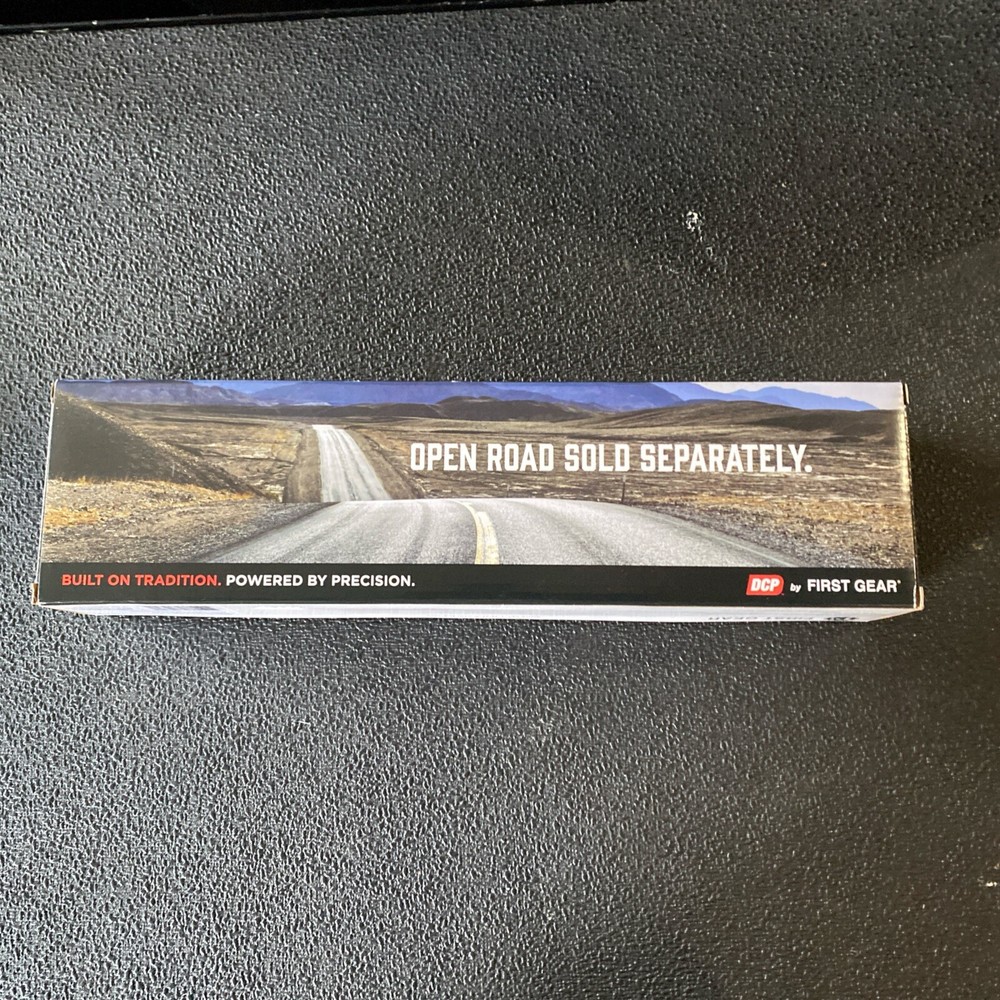 OPEN ROAD SOLD SEPARATELY.
BUILT ON TRADITION. POWERED BY PRECISION.
DCP by FIRST GEAR®